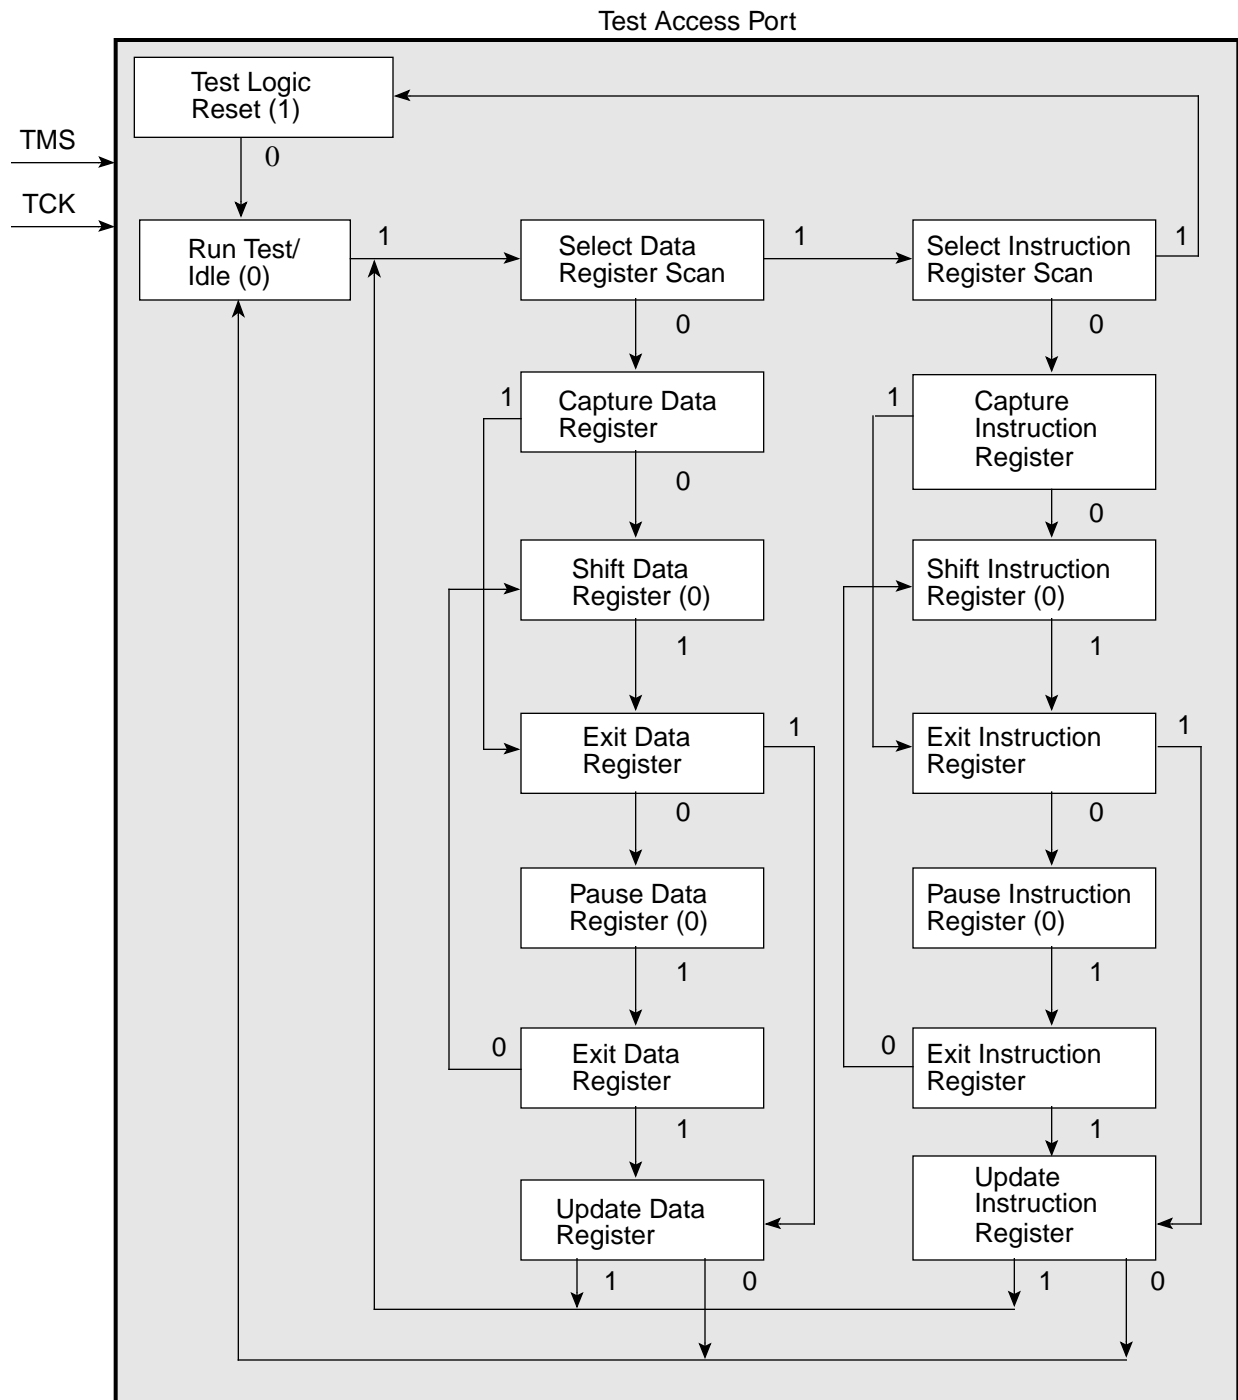 Test Access Port
Test Logic
Reset (1)
TMS
0
TCK
Run Test/
Idle (0)
1
Select Data
Register Scan
1
Select Instruction
Register Scan
1
0
0
1
Capture Data
Register
1
Capture
Instruction
Register
0
0
Shift Data
Register (0)
Shift Instruction
Register (0)
1
1
Exit Data
Register
1
Exit Instruction
Register
1
0
0
Pause Data
Register (0)
Pause Instruction
Register (0)
1
1
0
Exit Data
Register
0
Exit Instruction
Register
1
1
Update Data
Register
Update
Instruction
Register
1
0
1
0